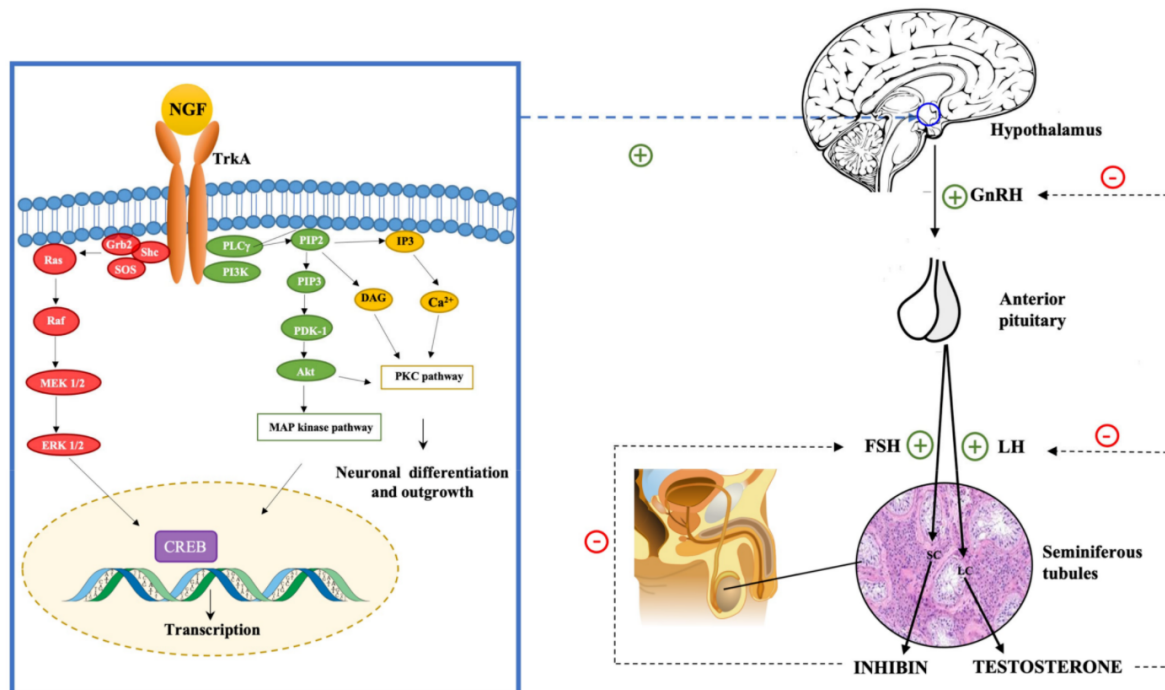 NGF
TrkA
Grb2
Shc
SOS
Ras
Raf
MEK 1/2
ERK 1/2
PLCγ
PI3K
PIP2
PIP3
PDK-1
Akt
IP3
DAG
Ca²⁺
PKC pathway
MAP kinase pathway
Neuronal differentiation
and outgrowth
CREB
Transcription
+
Hypothalamus
+
GnRH
-
Anterior
pituitary
FSH
+
+
LH
-
-
SC
LC
Seminiferous
tubules
INHIBIN
TESTOSTERONE